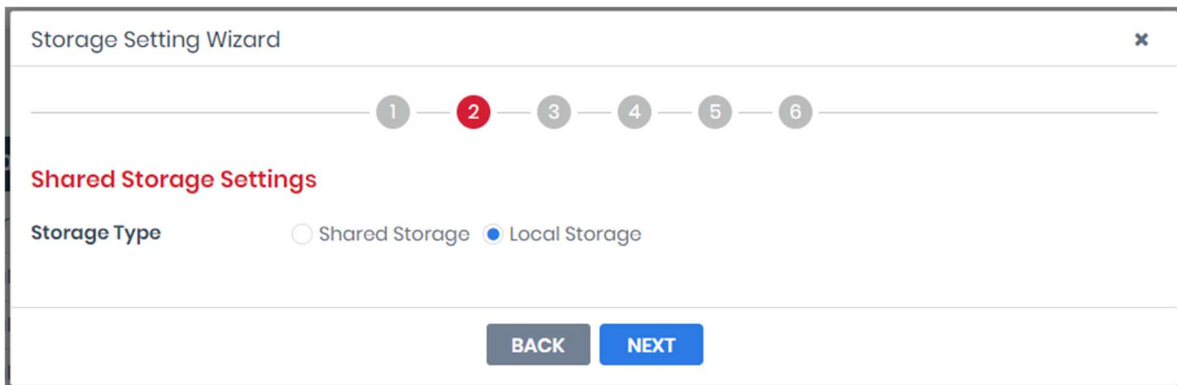 Storage Setting Wizard ×
1 2 3 4 5 6
Shared Storage Settings
Storage Type Shared Storage Local Storage
BACK NEXT